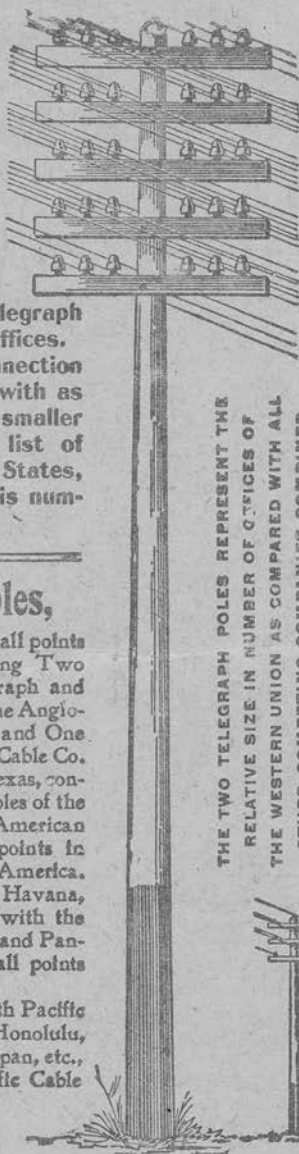 legraph
ffices.
nnection
with as
smaller
list of
States,
is num-
les,
all points
ng Two
raph and
he Anglo-
and One
Cable Co.
Texas, con-
bles of the
American
points in
America.
Havana,
with the
and Pan-
all points
th Pacific
Honolulu,
pan, etc.,
fic Cable
THE TWO TELEGRAPH POLES REPRESENT THE
RELATIVE SIZE IN NUMBER OF OFFICES OF
THE WESTERN UNION AS COMPARED WITH ALL